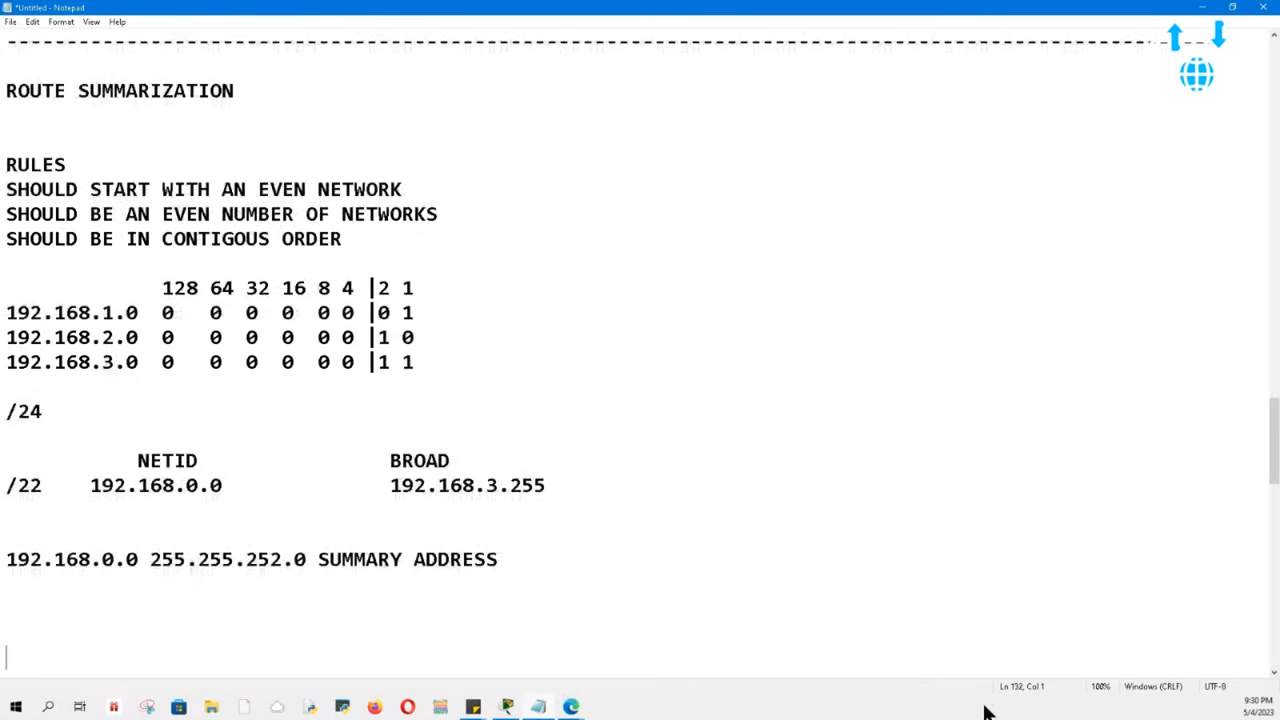 *Untitled - Notepad
File Edit Format View Help
--------------------------------------------------------------------------------------------------
ROUTE SUMMARIZATION
RULES
SHOULD START WITH AN EVEN NETWORK
SHOULD BE AN EVEN NUMBER OF NETWORKS
SHOULD BE IN CONTIGOUS ORDER
128 64 32 16 8 4 |2 1
192.168.1.0 0 0 0 0 0 0 |0 1
192.168.2.0 0 0 0 0 0 0 |1 0
192.168.3.0 0 0 0 0 0 0 |1 1
/24
NETID BROAD
/22 192.168.0.0 192.168.3.255
192.168.0.0 255.255.252.0 SUMMARY ADDRESS
Ln 132, Col 1 100% Windows (CRLF) UTF-8
9:30 PM
5/4/2023